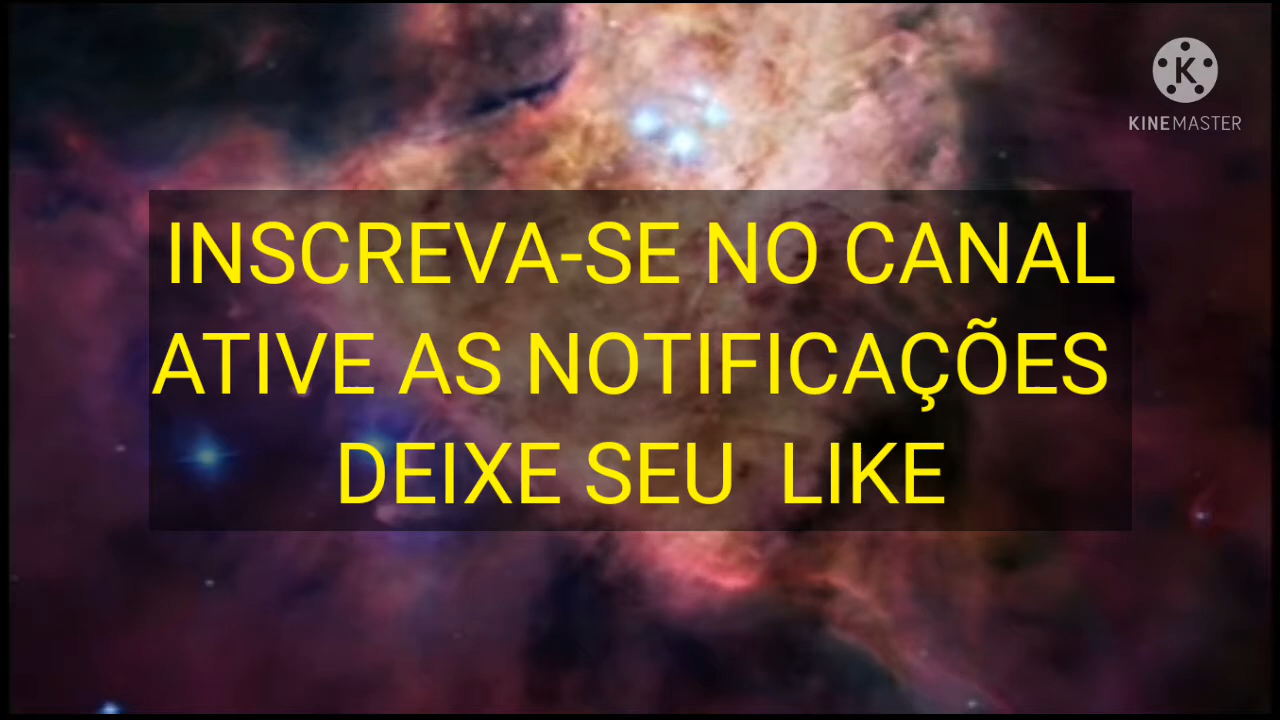 K
KINEMASTER
INSCREVA-SE NO CANAL
ATIVE AS NOTIFICAÇÕES
DEIXE SEU LIKE